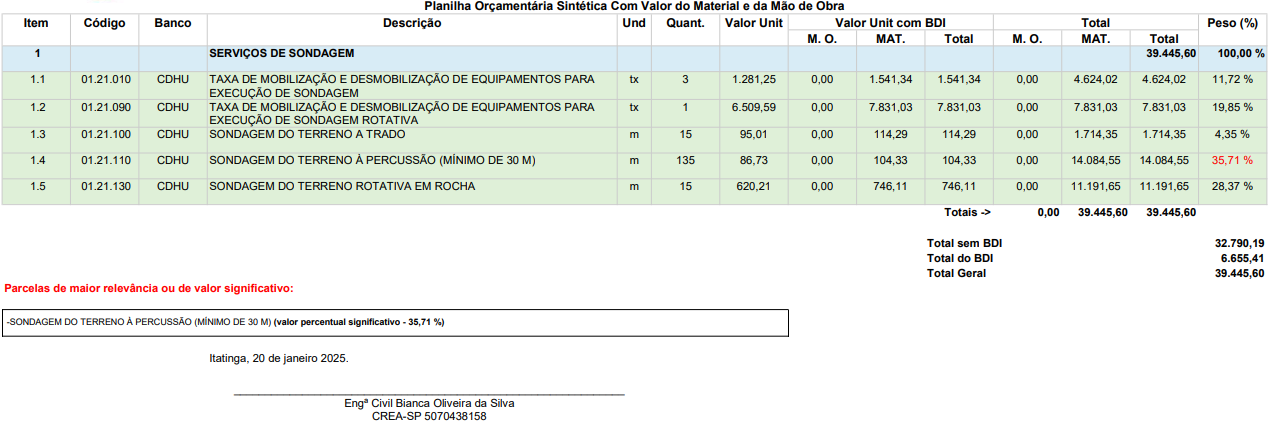 Planilha Orçamentária Sintética Com Valor do Material e da Mão de Obra
Item Código Banco Descrição Und Quant. Valor Unit Valor Unit com BDI Total Peso (%)
M. O. MAT. Total M. O. MAT. Total
1 SERVIÇOS DE SONDAGEM 39.445,60 100,00 %
1.1 01.21.010 CDHU TAXA DE MOBILIZAÇÃO E DESMOBILIZAÇÃO DE EQUIPAMENTOS PARA tx 3 1.281,25 0,00 1.541,34 1.541,34 0,00 4.624,02 4.624,02 11,72 %
EXECUÇÃO DE SONDAGEM
1.2 01.21.090 CDHU TAXA DE MOBILIZAÇÃO E DESMOBILIZAÇÃO DE EQUIPAMENTOS PARA tx 1 6.509,59 0,00 7.831,03 7.831,03 0,00 7.831,03 7.831,03 19,85 %
EXECUÇÃO DE SONDAGEM ROTATIVA
1.3 01.21.100 CDHU SONDAGEM DO TERRENO A TRADO m 15 95,01 0,00 114,29 114,29 0,00 1.714,35 1.714,35 4,35 %
1.4 01.21.110 CDHU SONDAGEM DO TERRENO À PERCUSSÃO (MÍNIMO DE 30 M) m 135 86,73 0,00 104,33 104,33 0,00 14.084,55 14.084,55 35,71 %
1.5 01.21.130 CDHU SONDAGEM DO TERRENO ROTATIVA EM ROCHA m 15 620,21 0,00 746,11 746,11 0,00 11.191,65 11.191,65 28,37 %
Totais -> 0,00 39.445,60 39.445,60
Total sem BDI 32.790,19
Total do BDI 6.655,41
Total Geral 39.445,60
Parcelas de maior relevância ou de valor significativo:
-SONDAGEM DO TERRENO À PERCUSSÃO (MÍNIMO DE 30 M) (valor percentual significativo - 35,71 %)
Itatinga, 20 de janeiro 2025.
Engª Civil Bianca Oliveira da Silva
CREA-SP 5070438158